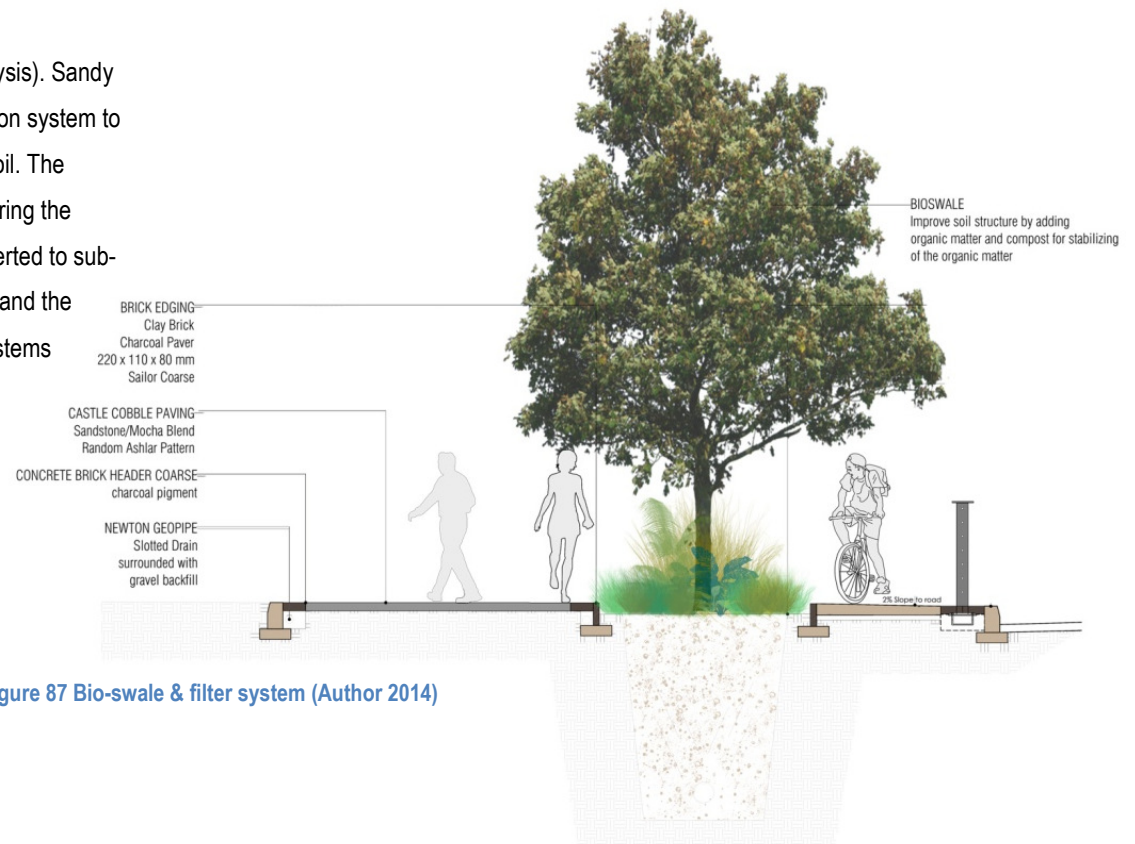 ysis). Sandy
on system to
oil. The
ring the
erted to sub-
and the
stems
BIOSWALE
Improve soil structure by adding
organic matter and compost for stabilizing
of the organic matter
BRICK EDGING
Clay Brick
Charcoal Paver
220 x 110 x 80 mm
Sailor Coarse
CASTLE COBBLE PAVING
Sandstone/Mocha Blend
Random Ashlar Pattern
CONCRETE BRICK HEADER COARSE
charcoal pigment
NEWTON GEOPIPE
Slotted Drain
surrounded with
gravel backfill
2% Slope to road
gure 87 Bio-swale & filter system (Author 2014)